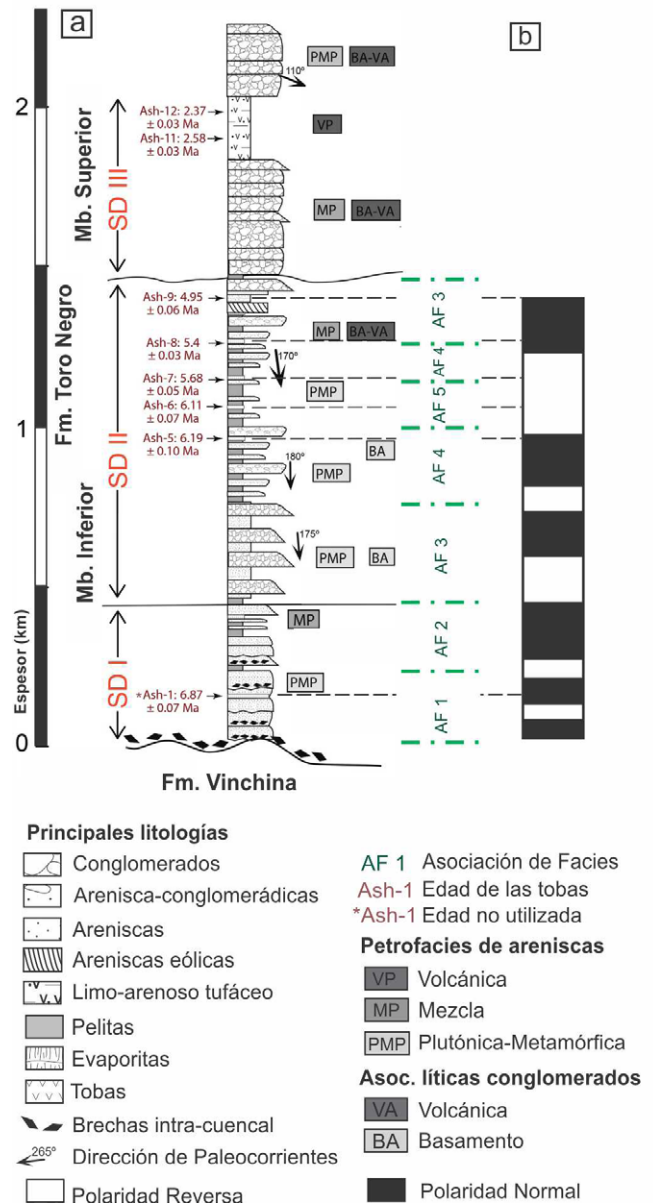 a
b
PMP BA-VA
110°
2
Ash-12: 2.37
± 0.03 Ma
Ash-11: 2.58
± 0.03 Ma
VP
Mb. Superior
SD III
MP BA-VA
Ash-9: 4.95
± 0.06 Ma
AF 3
Ash-8: 5.4
± 0.03 Ma
MP BA-VA
170°
AF 4
Ash-7: 5.68
± 0.05 Ma
PMP
AF 5
Ash-6: 6.11
± 0.07 Ma
Fm. Toro Negro
1
Ash-5: 6.19
± 0.10 Ma
BA
SD II
180°
PMP
AF 4
Mb. Inferior
175°
PMP BA
AF 3
MP
AF 2
SD I
PMP
*Ash-1: 6.87
± 0.07 Ma
AF 1
Espesor (km)
0
Fm. Vinchina
Principales litologías
Conglomerados
Arenisca-conglomerádicas
Areniscas
Areniscas eólicas
Limo-arenoso tufáceo
Pelitas
Evaporitas
Tobas
Brechas intra-cuencal
265° Dirección de Paleocorrientes
Polaridad Reversa
AF 1 Asociación de Facies
Ash-1 Edad de las tobas
*Ash-1 Edad no utilizada
Petrofacies de areniscas
VP Volcánica
MP Mezcla
PMP Plutónica-Metamórfica
Asoc. líticas conglomerados
VA Volcánica
BA Basamento
Polaridad Normal